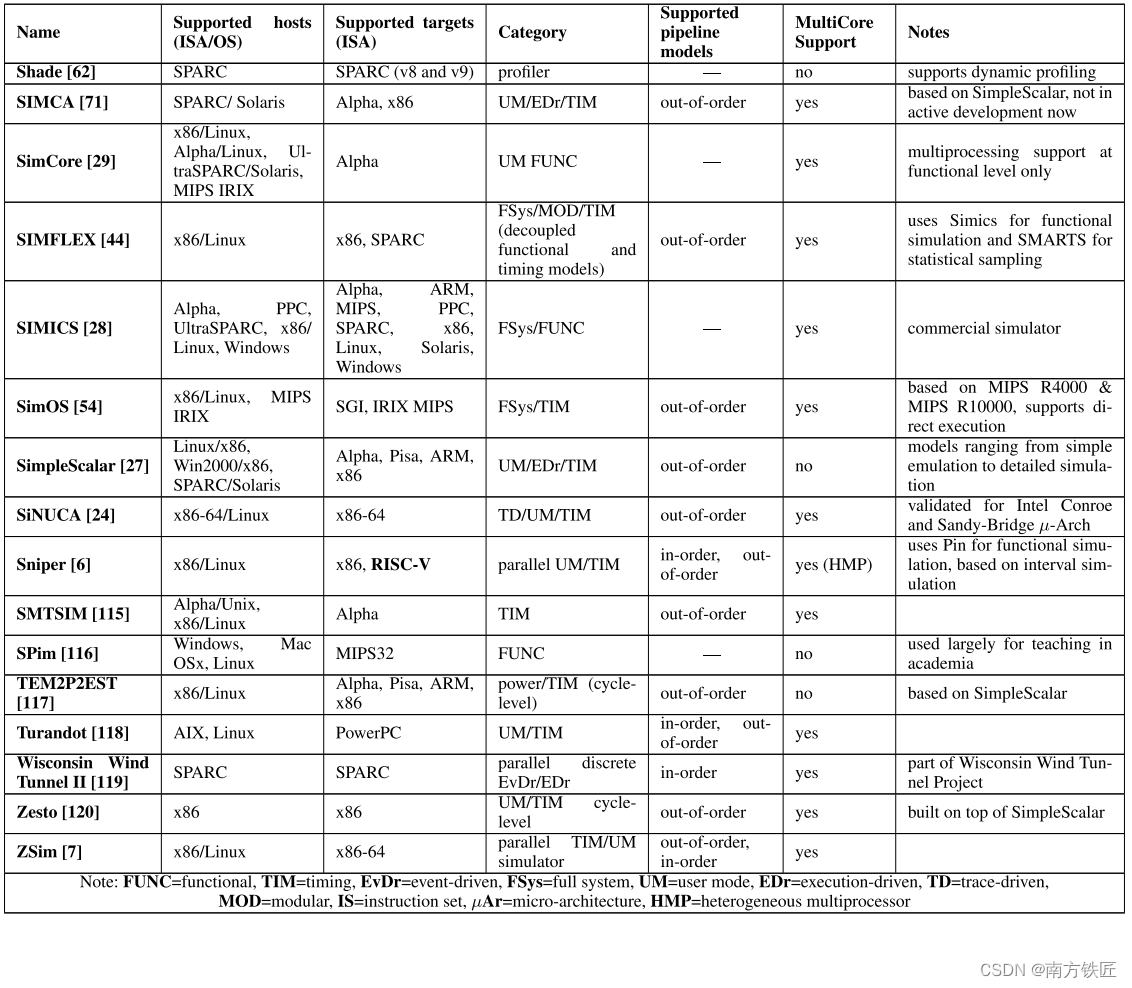 Name
Supported hosts
(ISA/OS)
Supported targets
(ISA)
Category
Supported
pipeline
models
MultiCore
Support
Notes
Shade [62]
SPARC
SPARC (v8 and v9)
profiler
—
no
supports dynamic profiling
SIMCA [71]
SPARC/ Solaris
Alpha, x86
UM/EDr/TIM
out-of-order
yes
based on SimpleScalar, not in
active development now
SimCore [29]
x86/Linux,
Alpha/Linux, Ul-
traSPARC/Solaris,
MIPS IRIX
Alpha
UM FUNC
—
yes
multiprocessing support at
functional level only
SIMFLEX [44]
x86/Linux
x86, SPARC
FSys/MOD/TIM
(decoupled
functional and
timing models)
out-of-order
yes
uses Simics for functional
simulation and SMARTS for
statistical sampling
SIMICS [28]
Alpha, PPC,
UltraSPARC, x86/
Linux, Windows
Alpha, ARM,
MIPS, PPC,
SPARC, x86,
Linux, Solaris,
Windows
FSys/FUNC
—
yes
commercial simulator
SimOS [54]
x86/Linux, MIPS
IRIX
SGI, IRIX MIPS
FSys/TIM
out-of-order
yes
based on MIPS R4000 &
MIPS R10000, supports di-
rect execution
SimpleScalar [27]
Linux/x86,
Win2000/x86,
SPARC/Solaris
Alpha, Pisa, ARM,
x86
UM/EDr/TIM
out-of-order
no
models ranging from simple
emulation to detailed simula-
tion
SiNUCA [24]
x86-64/Linux
x86-64
TD/UM/TIM
out-of-order
yes
validated for Intel Conroe
and Sandy-Bridge μ-Arch
Sniper [6]
x86/Linux
x86, RISC-V
parallel UM/TIM
in-order, out-
of-order
yes (HMP)
uses Pin for functional simu-
lation, based on interval sim-
ulation
SMTSIM [115]
Alpha/Unix,
x86/Linux
Alpha
TIM
out-of-order
yes
SPim [116]
Windows, Mac
OSx, Linux
MIPS32
FUNC
—
no
used largely for teaching in
academia
TEM2P2EST
[117]
x86/Linux
Alpha, Pisa, ARM,
x86
power/TIM (cycle-
level)
out-of-order
no
based on SimpleScalar
Turandot [118]
AIX, Linux
PowerPC
UM/TIM
in-order, out-
of-order
yes
Wisconsin Wind
Tunnel II [119]
SPARC
SPARC
parallel discrete
EvDr/EDr
in-order
yes
part of Wisconsin Wind Tun-
nel Project
Zesto [120]
x86
x86
UM/TIM cycle-
level
out-of-order
yes
built on top of SimpleScalar
ZSim [7]
x86/Linux
x86-64
parallel TIM/UM
simulator
out-of-order,
in-order
yes
Note: FUNC=functional, TIM=timing, EvDr=event-driven, FSys=full system, UM=user mode, EDr=execution-driven, TD=trace-driven,
MOD=modular, IS=instruction set, μAr=micro-architecture, HMP=heterogeneous multiprocessor
CSDN @南方铁匠